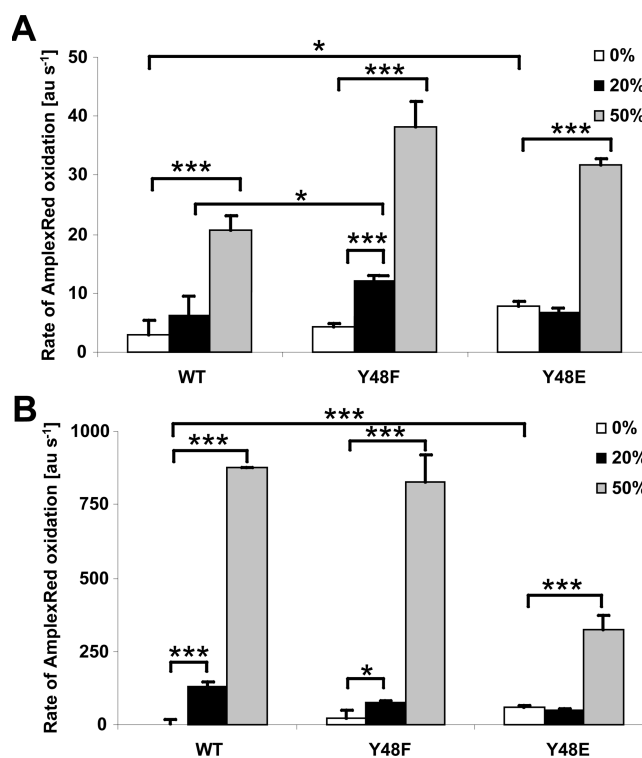 A
Rate of AmplexRed oxidation [au s⁻¹]
50
40
30
20
10
0
*
***
***
*
***
***
0%
20%
50%
WT
Y48F
Y48E
B
Rate of AmplexRed oxidation [au s⁻¹]
1000
750
500
250
0
***
***
***
***
*
***
0%
20%
50%
WT
Y48F
Y48E